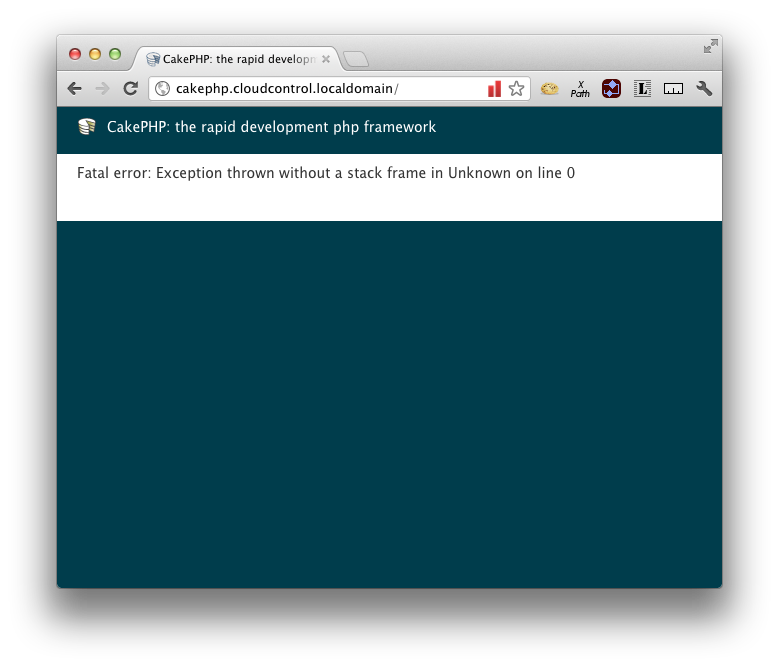 CakePHP: the rapid developn
cakephp.cloudcontrol.localdomain/
X
Path
L
CakePHP: the rapid development php framework
Fatal error: Exception thrown without a stack frame in Unknown on line 0